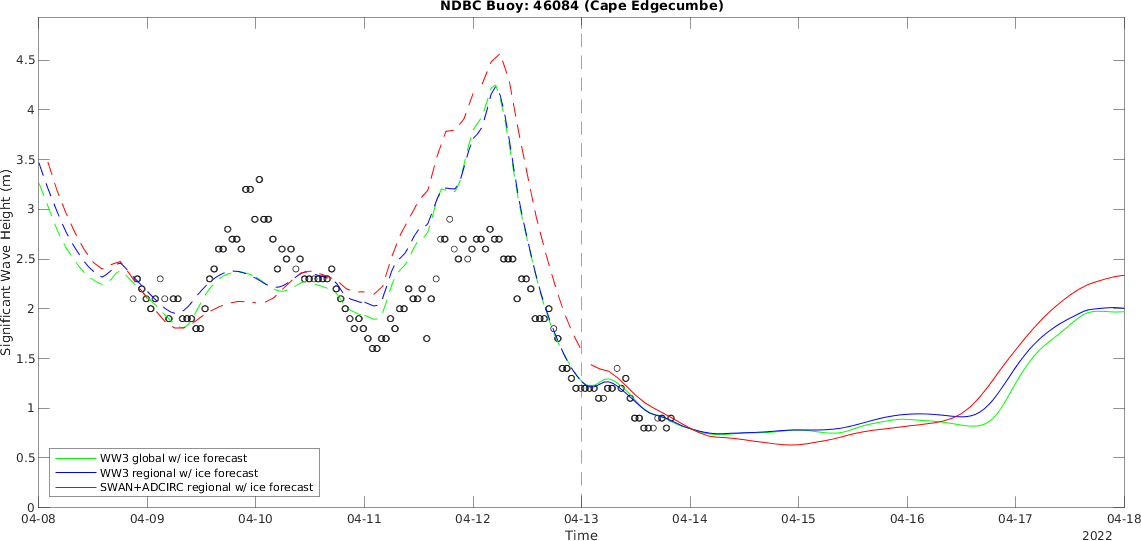 NDBC Buoy: 46084 (Cape Edgecumbe)
Significant Wave Height (m)
4.5
4
3.5
3
2.5
2
1.5
1
0.5
0
WW3 global w/ ice forecast
WW3 regional w/ ice forecast
SWAN+ADCIRC regional w/ ice forecast
04-08 04-09 04-10 04-11 04-12 04-13 04-14 04-15 04-16 04-17 04-18
Time
2022